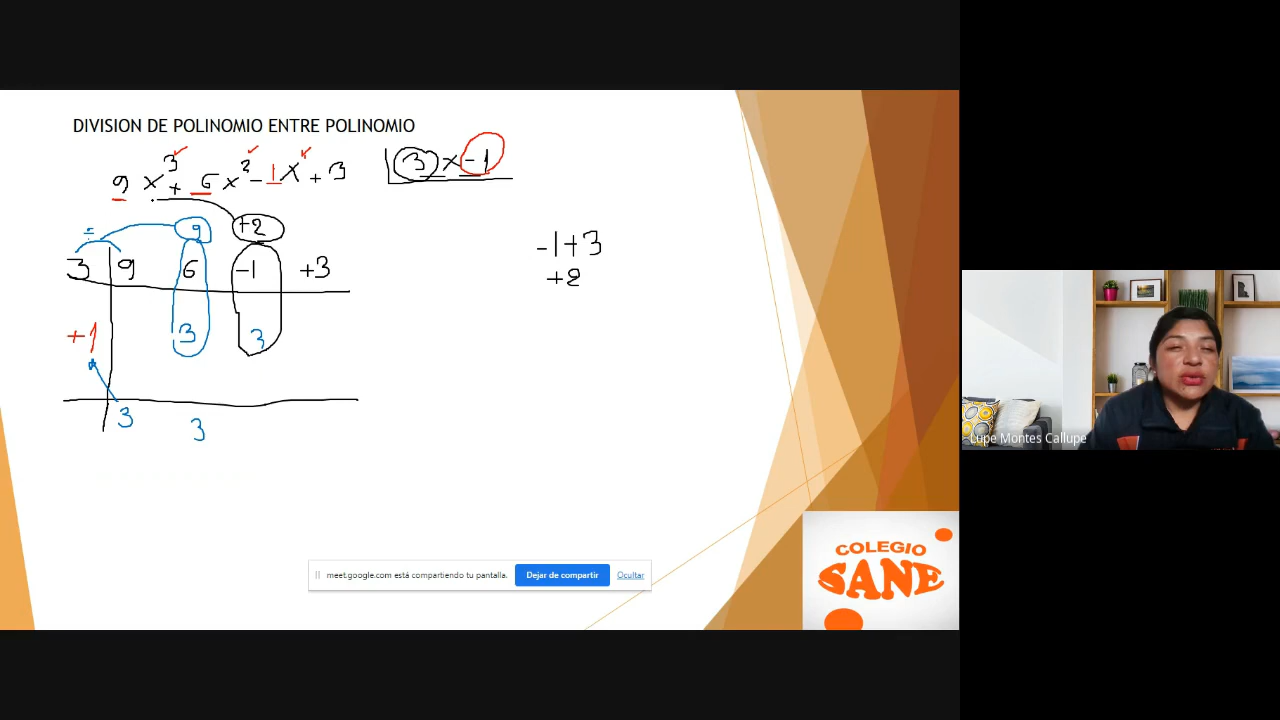 DIVISION DE POLINOMIO ENTRE POLINOMIO
9x³ + 6x² - 1x + 3 3x - 1
= 9 +2
3 9 6 -1 +3
-1+3
+2
+1 3 3
3 3
Lupe Montes Callupe
meet.google.com está compartiendo tu pantalla. Dejar de compartir Ocultar
COLEGIO
SANE